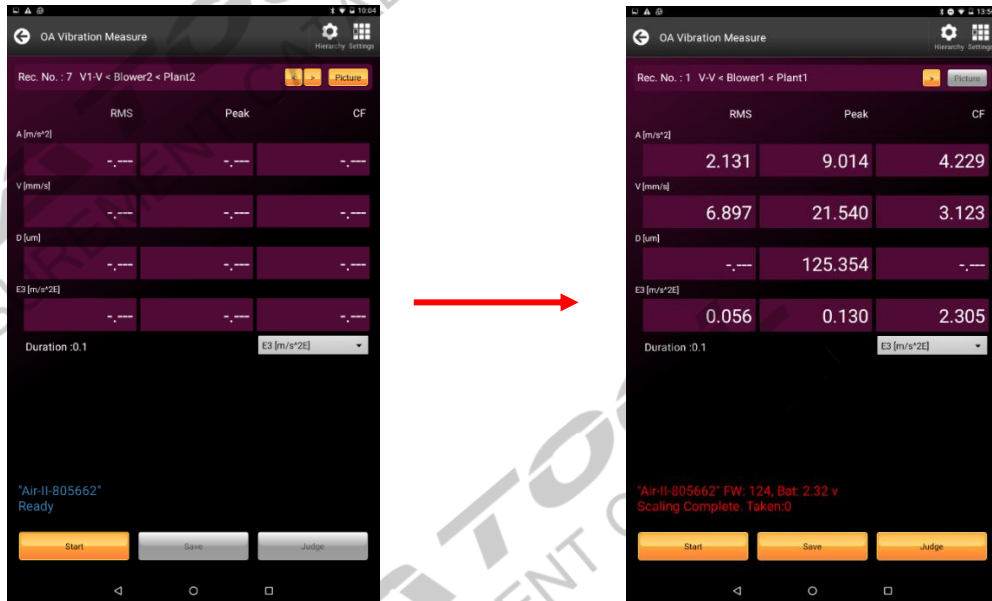 10:04
OA Vibration Measure
Hierarchy Settings
Rec. No. : 7 V1-V < Blower2 < Plant2
< > Picture
RMS Peak CF
A [m/s^2]
-.--- -.--- -.---
V [mm/s]
-.--- -.--- -.---
D [um]
-.--- -.--- -.---
E3 [m/s^2E]
-.--- -.--- -.---
Duration :0.1 E3 [m/s^2E]
"Air-II-805662"
Ready
Start Save Judge
OA Vibration Measure
Hierarchy Settings
Rec. No. : 1 V-V < Blower1 < Plant1
> Picture
RMS Peak CF
A [m/s^2]
2.131 9.014 4.229
V [mm/s]
6.897 21.540 3.123
D [um]
-.--- 125.354 -.---
E3 [m/s^2E]
0.056 0.130 2.305
Duration :0.1 E3 [m/s^2E]
"Air-II-805662" FW: 124, Bat: 2.32 v
Scaling Complete. Taken:0
Start Save Judge